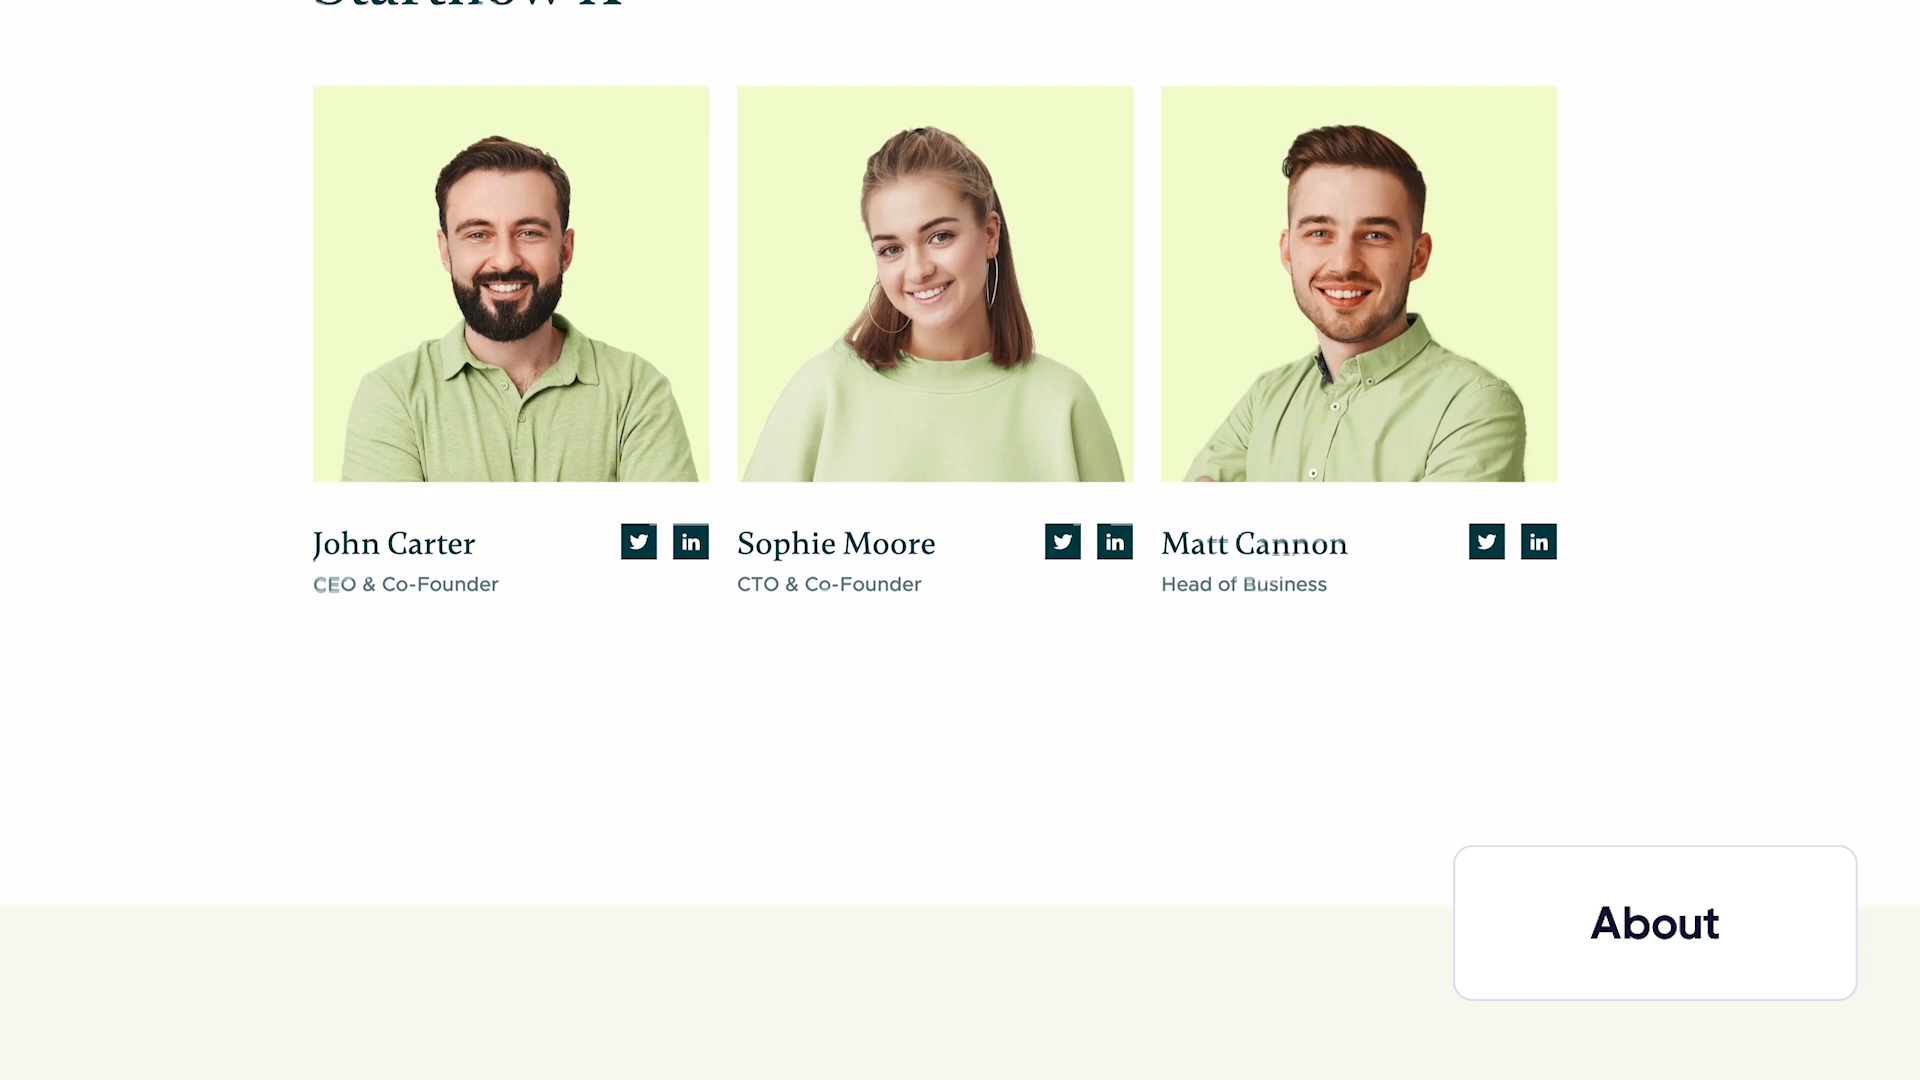 John Carter
CEO & Co-Founder
Sophie Moore
CTO & Co-Founder
Matt Cannon
Head of Business
About